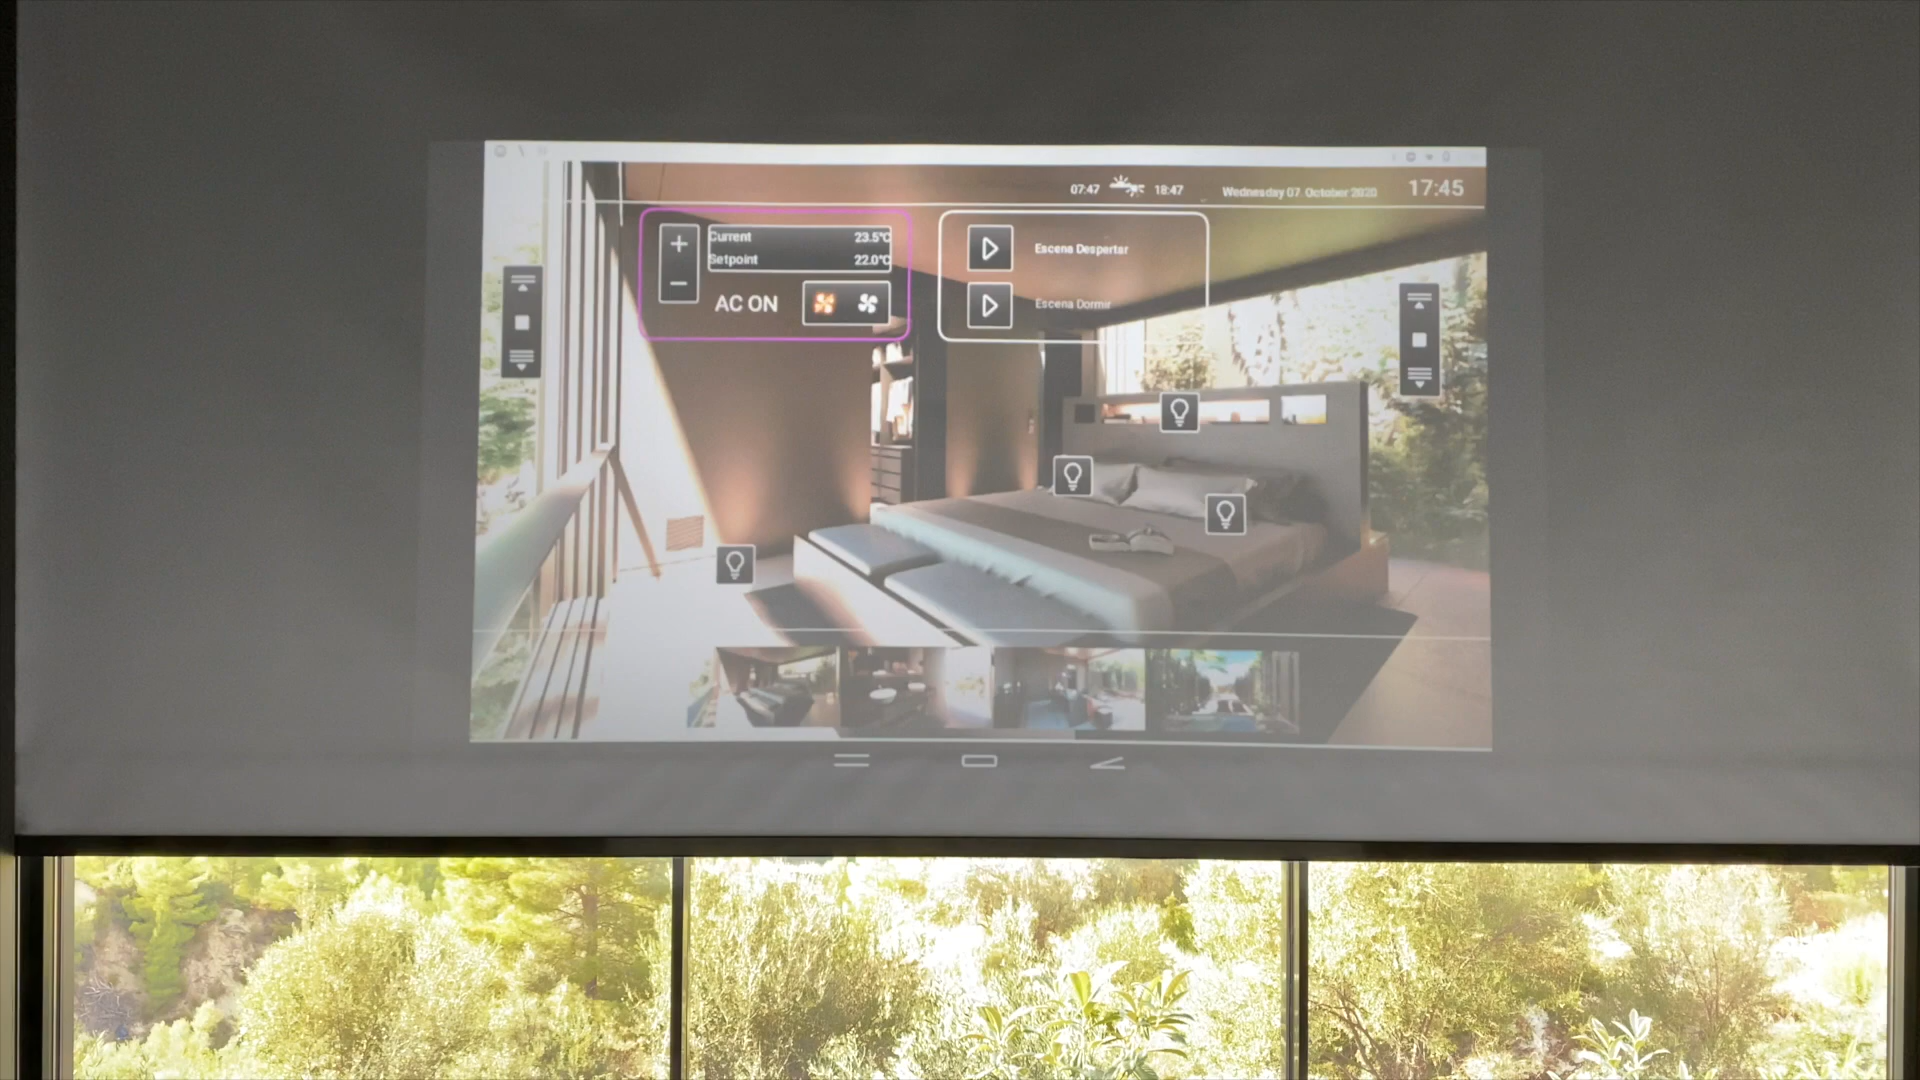 07:47 18:47 Wednesday 07 October 2020 17:45
Current 23.5°C
Setpoint 22.0°C
AC ON
Escena Despertar
Escena Dormir